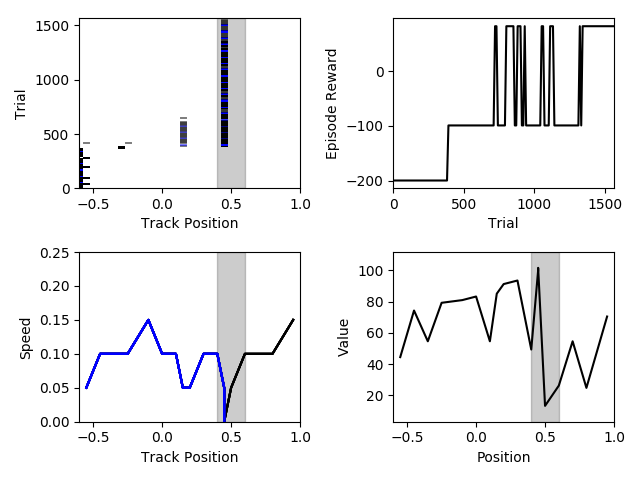 1500
1000
500
0
Trial
−0.5 0.0 0.5 1.0
Track Position
0
−100
−200
Episode Reward
0 500 1000 1500
Trial
0.25
0.20
0.15
0.10
0.05
0.00
Speed
−0.5 0.0 0.5 1.0
Track Position
100
80
60
40
20
Value
−0.5 0.0 0.5 1.0
Position